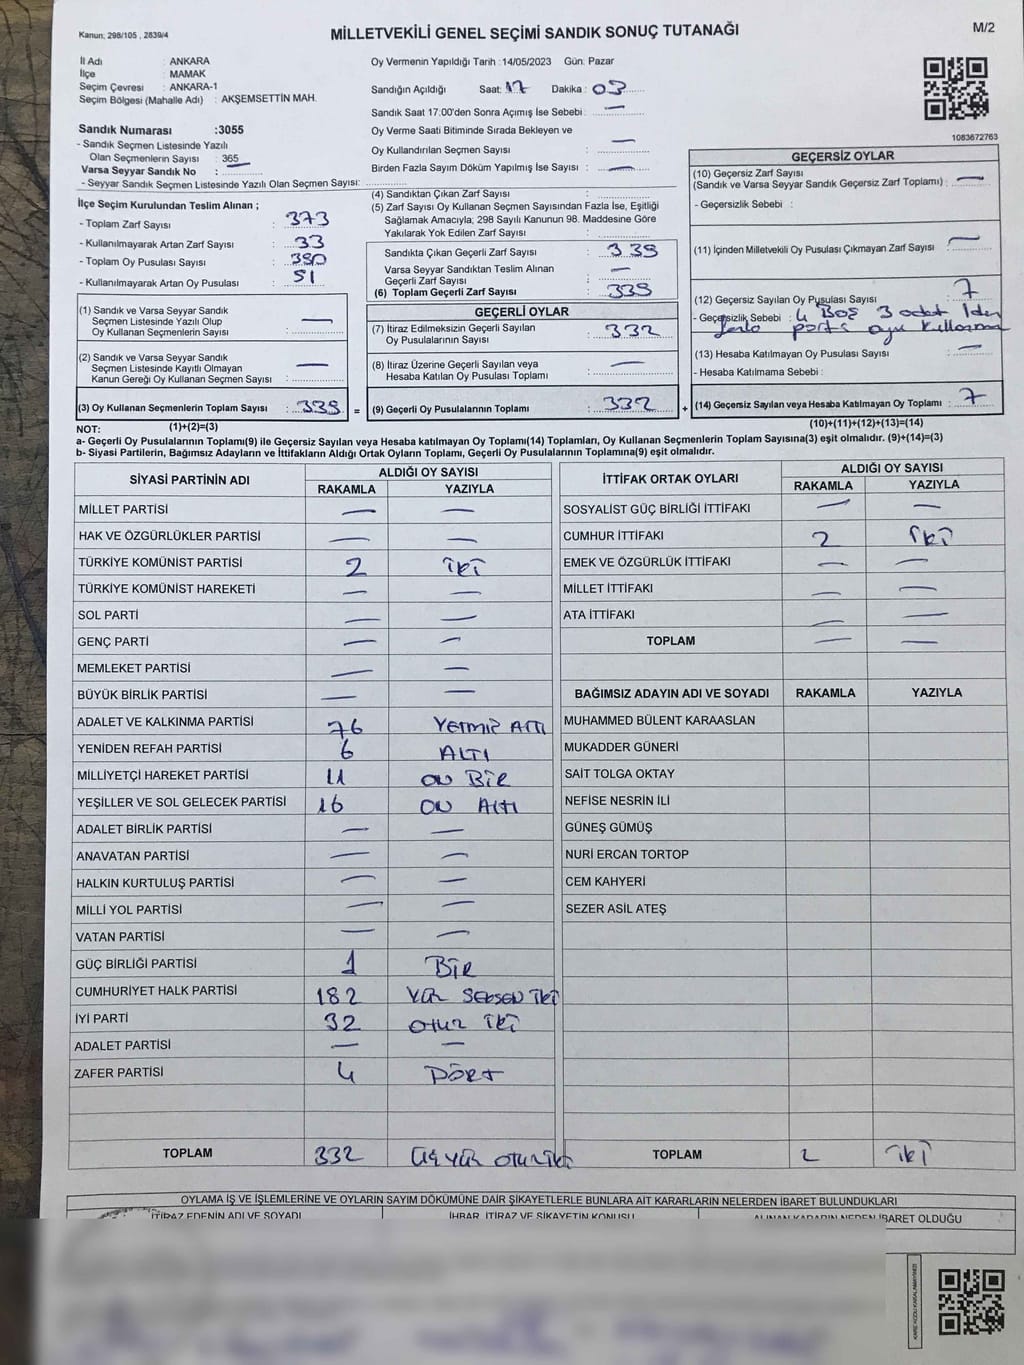 Kanun; 298/105 , 2839/4
MİLLETVEKİLİ GENEL SEÇİMİ SANDIK SONUÇ TUTANAĞI
M/2
İl Adı : ANKARA
İlçe : MAMAK
Seçim Çevresi : ANKARA-1
Seçim Bölgesi (Mahalle Adı) : AKŞEMSETTİN MAH.
Sandık Numarası :3055
- Sandık Seçmen Listesinde Yazılı
Olan Seçmenlerin Sayısı : 365
Varsa Seyyar Sandık No :
- Seyyar Sandık Seçmen Listesinde Yazılı Olan Seçmen Sayısı:
İlçe Seçim Kurulundan Teslim Alınan ;
- Toplam Zarf Sayısı : 373
- Kullanılmayarak Artan Zarf Sayısı : 33
- Toplam Oy Pusulası Sayısı : 390
- Kullanılmayarak Artan Oy Pusulası : 51
(1) Sandık ve Varsa Seyyar Sandık
Seçmen Listesinde Yazılı Olup
Oy Kullanan Seçmenlerin Sayısı : —
(2) Sandık ve Varsa Seyyar Sandık
Seçmen Listesinde Kayıtlı Olmayan
Kanun Gereği Oy Kullanan Seçmen Sayısı : —
(3) Oy Kullanan Seçmenlerin Toplam Sayısı : 339 =
Oy Vermenin Yapıldığı Tarih :14/05/2023 Gün: Pazar
Sandığın Açıldığı Saat: 17 Dakika : 03
Sandık Saat 17.00'den Sonra Açımış İse Sebebi : —
Oy Verme Saati Bitiminde Sırada Bekleyen ve
Oy Kullandırılan Seçmen Sayısı : —
Birden Fazla Sayım Döküm Yapılmış İse Sayısı : —
(4) Sandıktan Çıkan Zarf Sayısı :
(5) Zarf Sayısı Oy Kullanan Seçmen Sayısından Fazla İse, Eşitliği
Sağlamak Amacıyla; 298 Sayılı Kanunun 98. Maddesine Göre
Yakılarak Yok Edilen Zarf Sayısı :
Sandıkta Çıkan Geçerli Zarf Sayısı : 339
Varsa Seyyar Sandıktan Teslim Alınan
Geçerli Zarf Sayısı : —
(6) Toplam Geçerli Zarf Sayısı : 339
GEÇERLİ OYLAR
(7) İtiraz Edilmeksizin Geçerli Sayılan
Oy Pusulalarının Sayısı : 332
(8) İtiraz Üzerine Geçerli Sayılan veya
Hesaba Katılan Oy Pusulası Toplamı : —
(9) Geçerli Oy Pusulalarının Toplamı : 332 +
1083672763
GEÇERSİZ OYLAR
(10) Geçersiz Zarf Sayısı
(Sandık ve Varsa Seyyar Sandık Geçersiz Zarf Toplamı) : —
- Geçersizlik Sebebi :
(11) İçinden Milletvekili Oy Pusulası Çıkmayan Zarf Sayısı : —
(12) Geçersiz Sayılan Oy Pusulası Sayısı : 7
- Geçersizlik Sebebi : 4 BOŞ 3 adet 1den
fazla parti oyu kullanma
(13) Hesaba Katılmayan Oy Pusulası Sayısı : —
- Hesaba Katılmama Sebebi :
(14) Geçersiz Sayılan veya Hesaba Katılmayan Oy Toplamı : 7
NOT: (1)+(2)=(3)
(10)+(11)+(12)+(13)=(14)
a- Geçerli Oy Pusulalarının Toplamı(9) ile Geçersiz Sayılan veya Hesaba katılmayan Oy Toplamı(14) Toplamları, Oy Kullanan Seçmenlerin Toplam Sayısına(3) eşit olmalıdır. (9)+(14)=(3)
b- Siyasi Partilerin, Bağımsız Adayların ve İttifakların Aldığı Ortak Oyların Toplamı, Geçerli Oy Pusulalarının Toplamına(9) eşit olmalıdır.
SİYASİ PARTİNİN ADI ALDIĞI OY SAYISI
RAKAMLA YAZIYLA
MİLLET PARTİSİ — —
HAK VE ÖZGÜRLÜKLER PARTİSİ — —
TÜRKİYE KOMÜNİST PARTİSİ 2 iki
TÜRKİYE KOMÜNİST HAREKETİ — —
SOL PARTİ — —
GENÇ PARTİ — —
MEMLEKET PARTİSİ — —
BÜYÜK BİRLİK PARTİSİ — —
ADALET VE KALKINMA PARTİSİ 76 YETMİŞ ALTI
YENİDEN REFAH PARTİSİ 6 ALTI
MİLLİYETÇİ HAREKET PARTİSİ 11 ON BİR
YEŞİLLER VE SOL GELECEK PARTİSİ 16 ON ALTI
ADALET BİRLİK PARTİSİ — —
ANAVATAN PARTİSİ — —
HALKIN KURTULUŞ PARTİSİ — —
MİLLİ YOL PARTİSİ — —
VATAN PARTİSİ — —
GÜÇ BİRLİĞİ PARTİSİ 1 BİR
CUMHURİYET HALK PARTİSİ 182 YÜZ SEKSEN İKİ
İYİ PARTİ 32 otuz iki
ADALET PARTİSİ — —
ZAFER PARTİSİ 4 DÖRT
TOPLAM 332 ÜÇ YÜZ OTUZ İKİ
İTTİFAK ORTAK OYLARI ALDIĞI OY SAYISI
RAKAMLA YAZIYLA
SOSYALİST GÜÇ BİRLİĞİ İTTİFAKI — —
CUMHUR İTTİFAKI 2 İKİ
EMEK VE ÖZGÜRLÜK İTTİFAKI — —
MİLLET İTTİFAKI — —
ATA İTTİFAKI — —
TOPLAM — —
BAĞIMSIZ ADAYIN ADI VE SOYADI RAKAMLA YAZIYLA
MUHAMMED BÜLENT KARAASLAN
MUKADDER GÜNERİ
SAİT TOLGA OKTAY
NEFİSE NESRİN İLİ
GÜNEŞ GÜMÜŞ
NURİ ERCAN TORTOP
CEM KAHYERİ
SEZER ASİL ATEŞ
TOPLAM 2 iki
OYLAMA İŞ VE İŞLEMLERİNE VE OYLARIN SAYIM DÖKÜMÜNE DAİR ŞİKAYETLERLE BUNLARA AİT KARARLARIN NELERDEN İBARET BULUNDUKLARI
İTİRAZ EDENİN ADI VE SOYADI İHBAR, İTİRAZ VE ŞİKAYETİN KONUSU ALINAN KARARIN NEDEN İBARET OLDUĞU